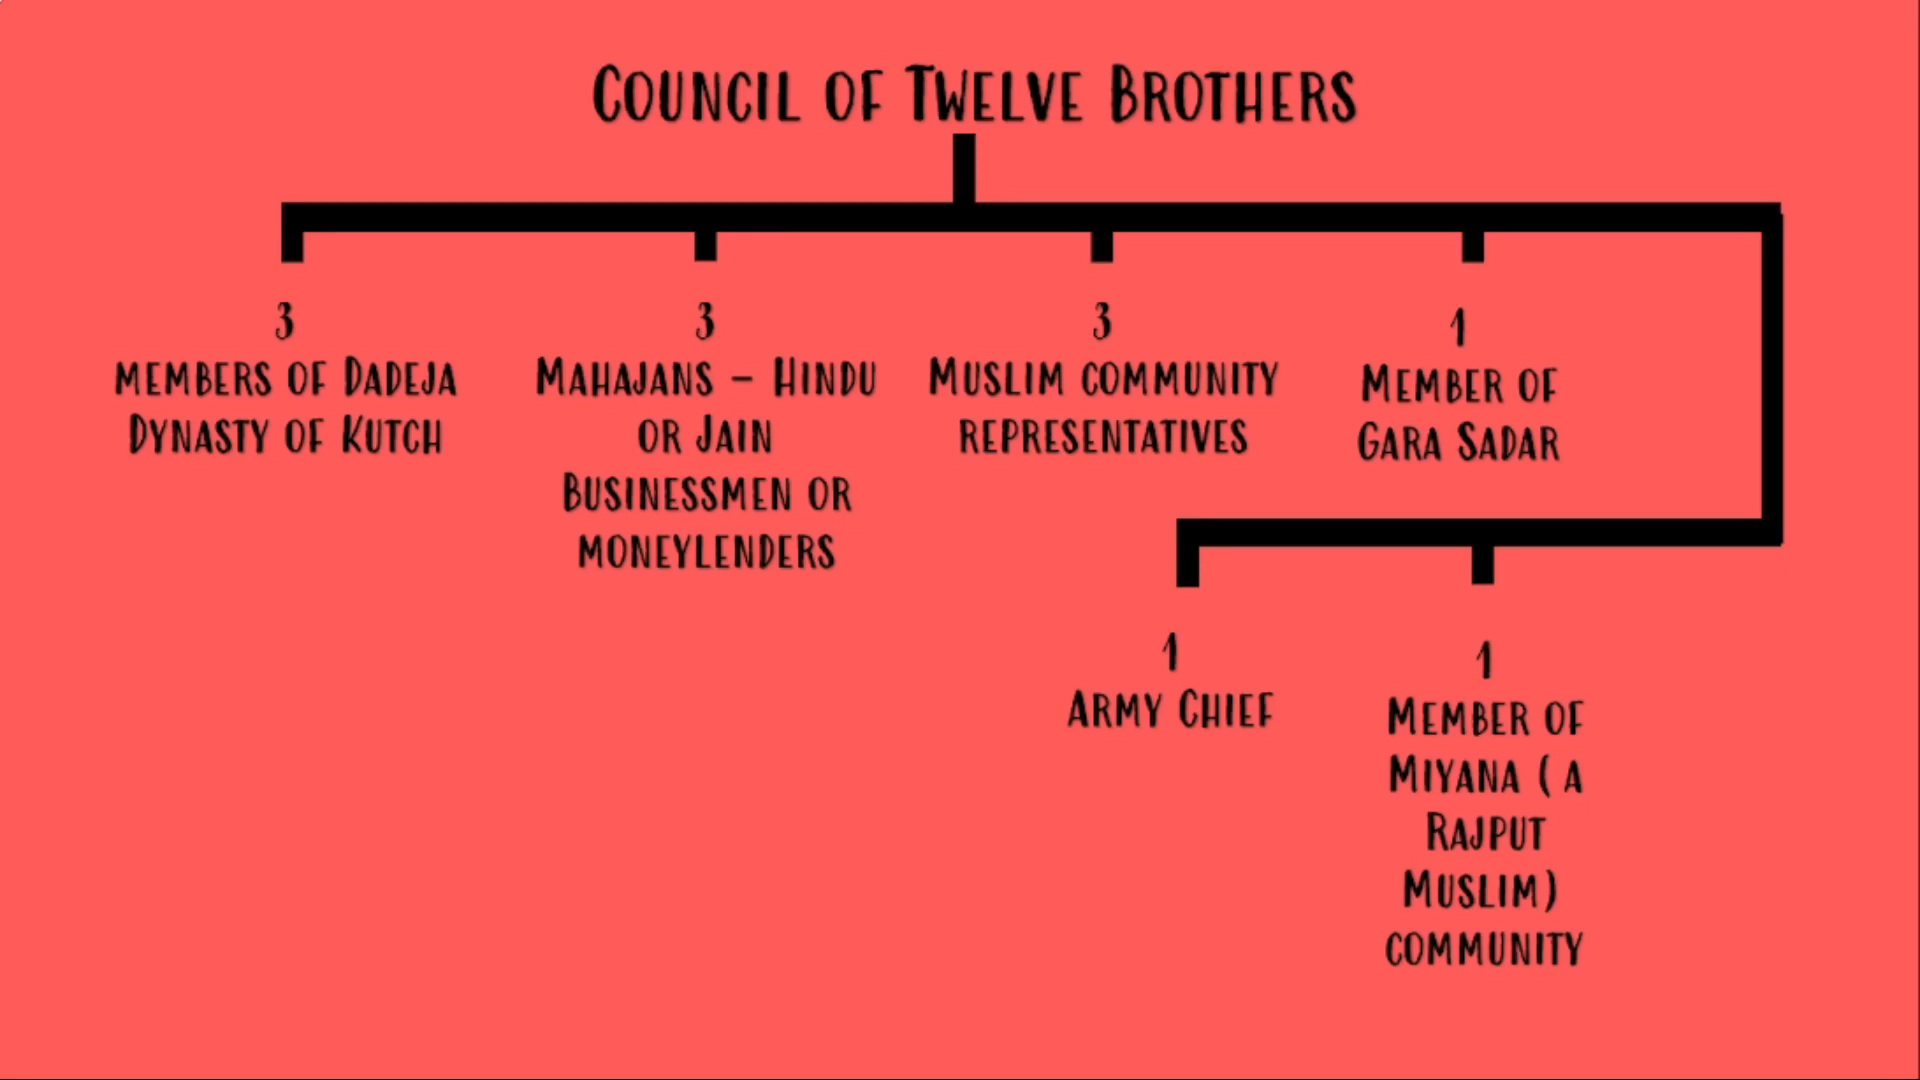 Council of Twelve Brothers
3
members of Dadeja
Dynasty of Kutch
3
Mahajans - Hindu
or Jain
Businessmen or
moneylenders
3
Muslim community
representatives
1
Member of
Gara Sadar
1
Army Chief
1
Member of
Miyana ( a
Rajput
Muslim)
community